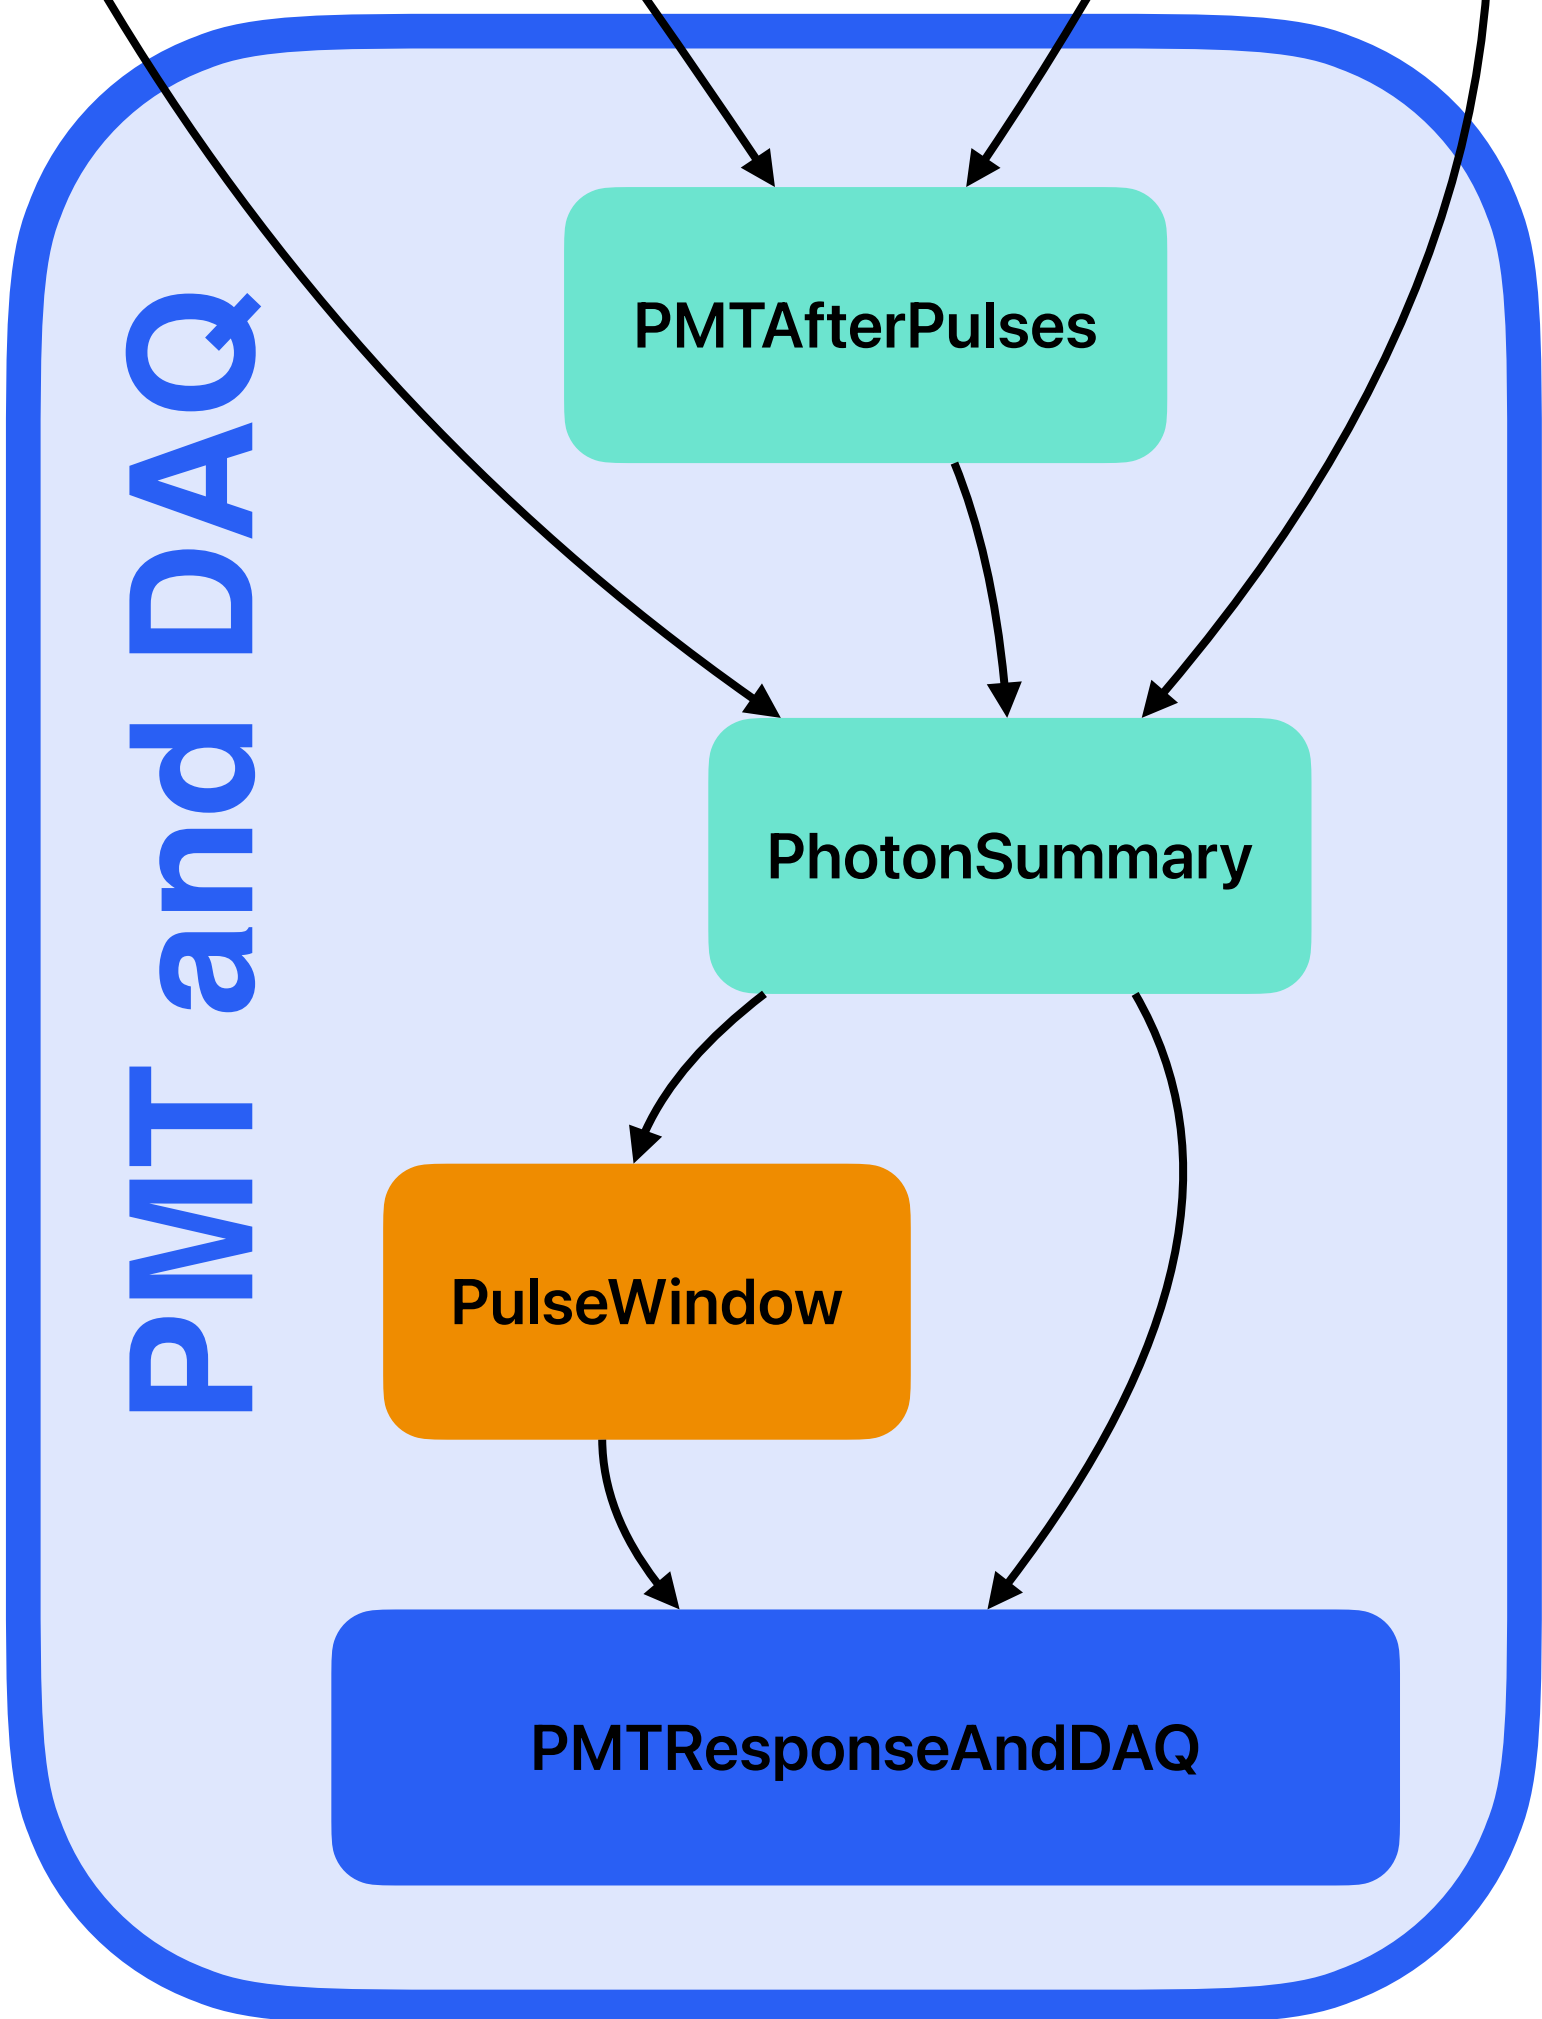 PMT and DAQ
PMTAfterPulses
PhotonSummary
PulseWindow
PMTResponseAndDAQ